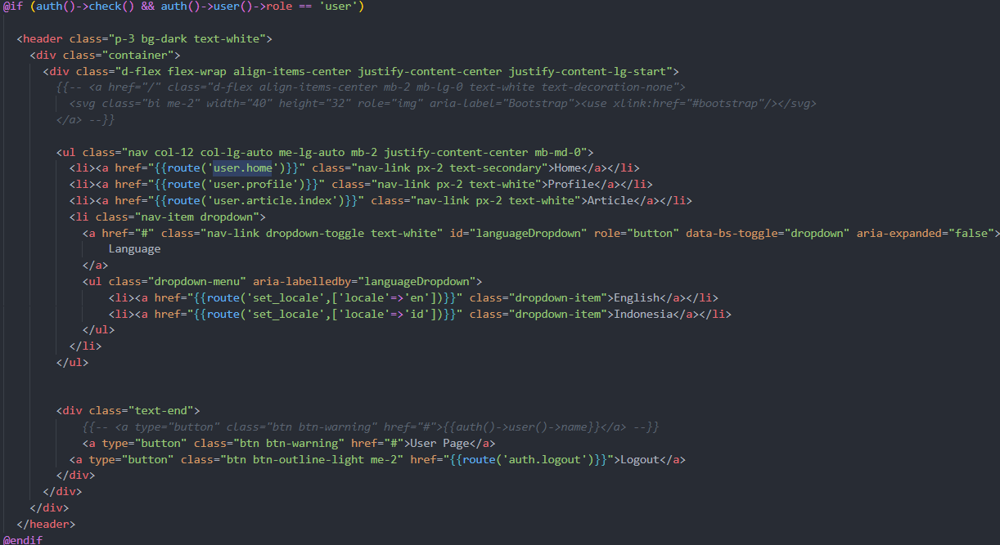 @if (auth()->check() && auth()->user()->role == 'user')
<header class="p-3 bg-dark text-white">
<div class="container">
<div class="d-flex flex-wrap align-items-center justify-content-center justify-content-lg-start">
{{-- <a href="/" class="d-flex align-items-center mb-2 mb-lg-0 text-white text-decoration-none">
<svg class="bi me-2" width="40" height="32" role="img" aria-label="Bootstrap"><use xlink:href="#bootstrap"/></svg>
</a> --}}
<ul class="nav col-12 col-lg-auto me-lg-auto mb-2 justify-content-center mb-md-0">
<li><a href="{{route('user.home')}}" class="nav-link px-2 text-secondary">Home</a></li>
<li><a href="{{route('user.profile')}}" class="nav-link px-2 text-white">Profile</a></li>
<li><a href="{{route('user.article.index')}}" class="nav-link px-2 text-white">Article</a></li>
<li class="nav-item dropdown">
<a href="#" class="nav-link dropdown-toggle text-white" id="languageDropdown" role="button" data-bs-toggle="dropdown" aria-expanded="false">
Language
</a>
<ul class="dropdown-menu" aria-labelledby="languageDropdown">
<li><a href="{{route('set_locale',['locale'=>'en'])}}" class="dropdown-item">English</a></li>
<li><a href="{{route('set_locale',['locale'=>'id'])}}" class="dropdown-item">Indonesia</a></li>
</ul>
</li>
</ul>
<div class="text-end">
{{-- <a type="button" class="btn btn-warning" href="#">{{auth()->user()->name}}</a> --}}
<a type="button" class="btn btn-warning" href="#">User Page</a>
<a type="button" class="btn btn-outline-light me-2" href="{{route('auth.logout')}}">Logout</a>
</div>
</div>
</div>
</header>
@endif